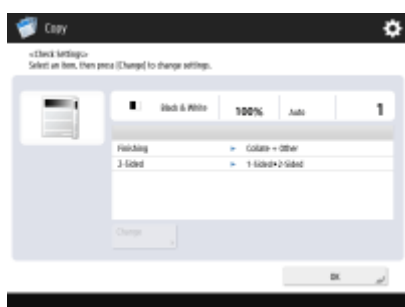 Copy
<Check Settings>
Select an item, then press [Change] to change settings.
Black & White
100%
Auto
1
Finishing ► Collate + Other
2-Sided ► 1-Sided►2-Sided
Change
OK